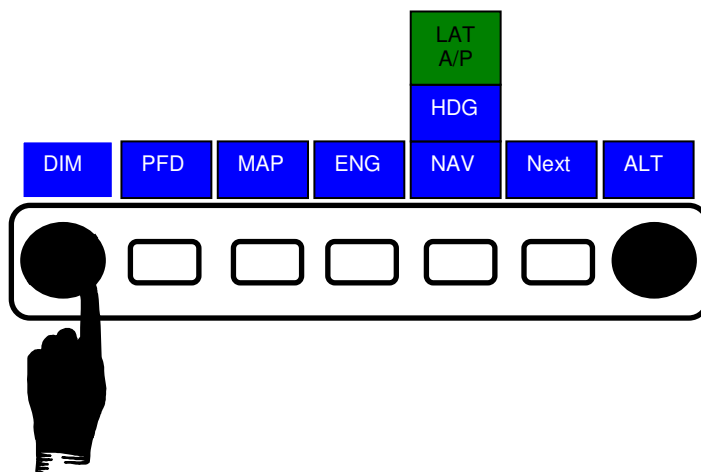 LAT
A/P
HDG
DIM PFD MAP ENG NAV Next ALT